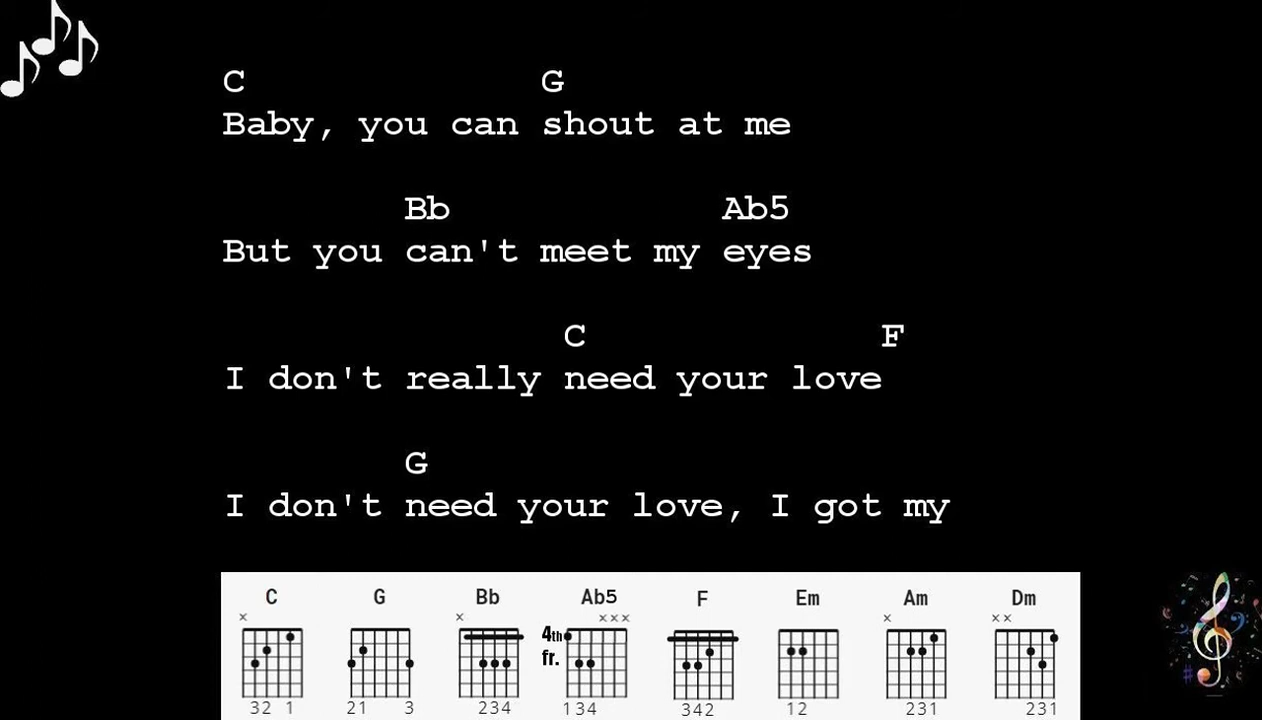 C G
Baby, you can shout at me
Bb Ab5
But you can't meet my eyes
C F
I don't really need your love
G
I don't need your love, I got my
C G Bb Ab5 F Em Am Dm
x x xxx x xx
4th
fr.
32 1 21 3 234 134 342 12 231 231